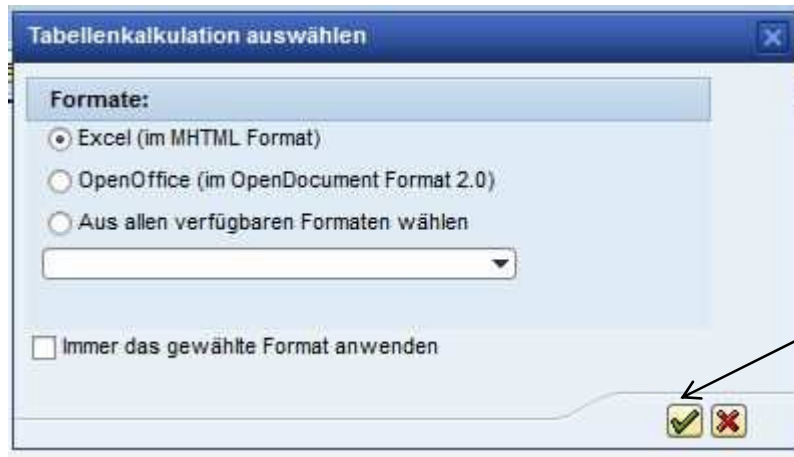 Tabellenkalkulation auswählen
Formate:
Excel (im MHTML Format)
OpenOffice (im OpenDocument Format 2.0)
Aus allen verfügbaren Formaten wählen
Immer das gewählte Format anwenden